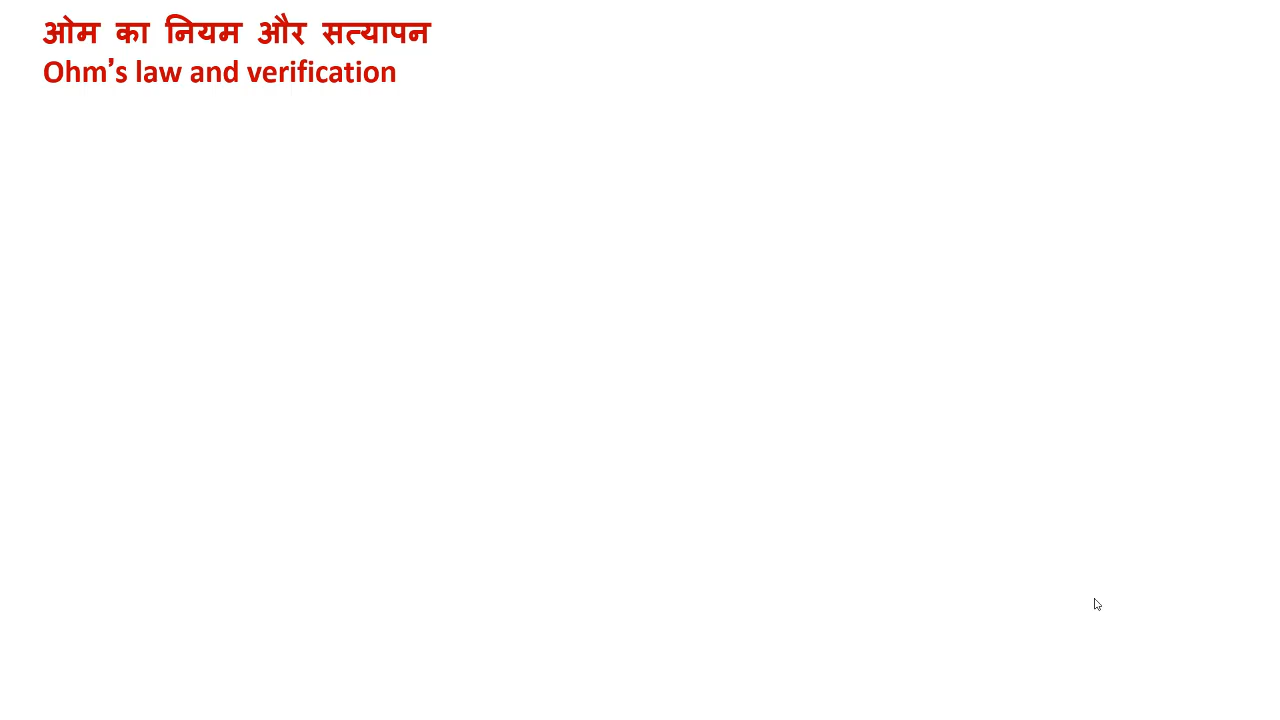 ओम का नियम और सत्यापन
Ohm’s law and verification